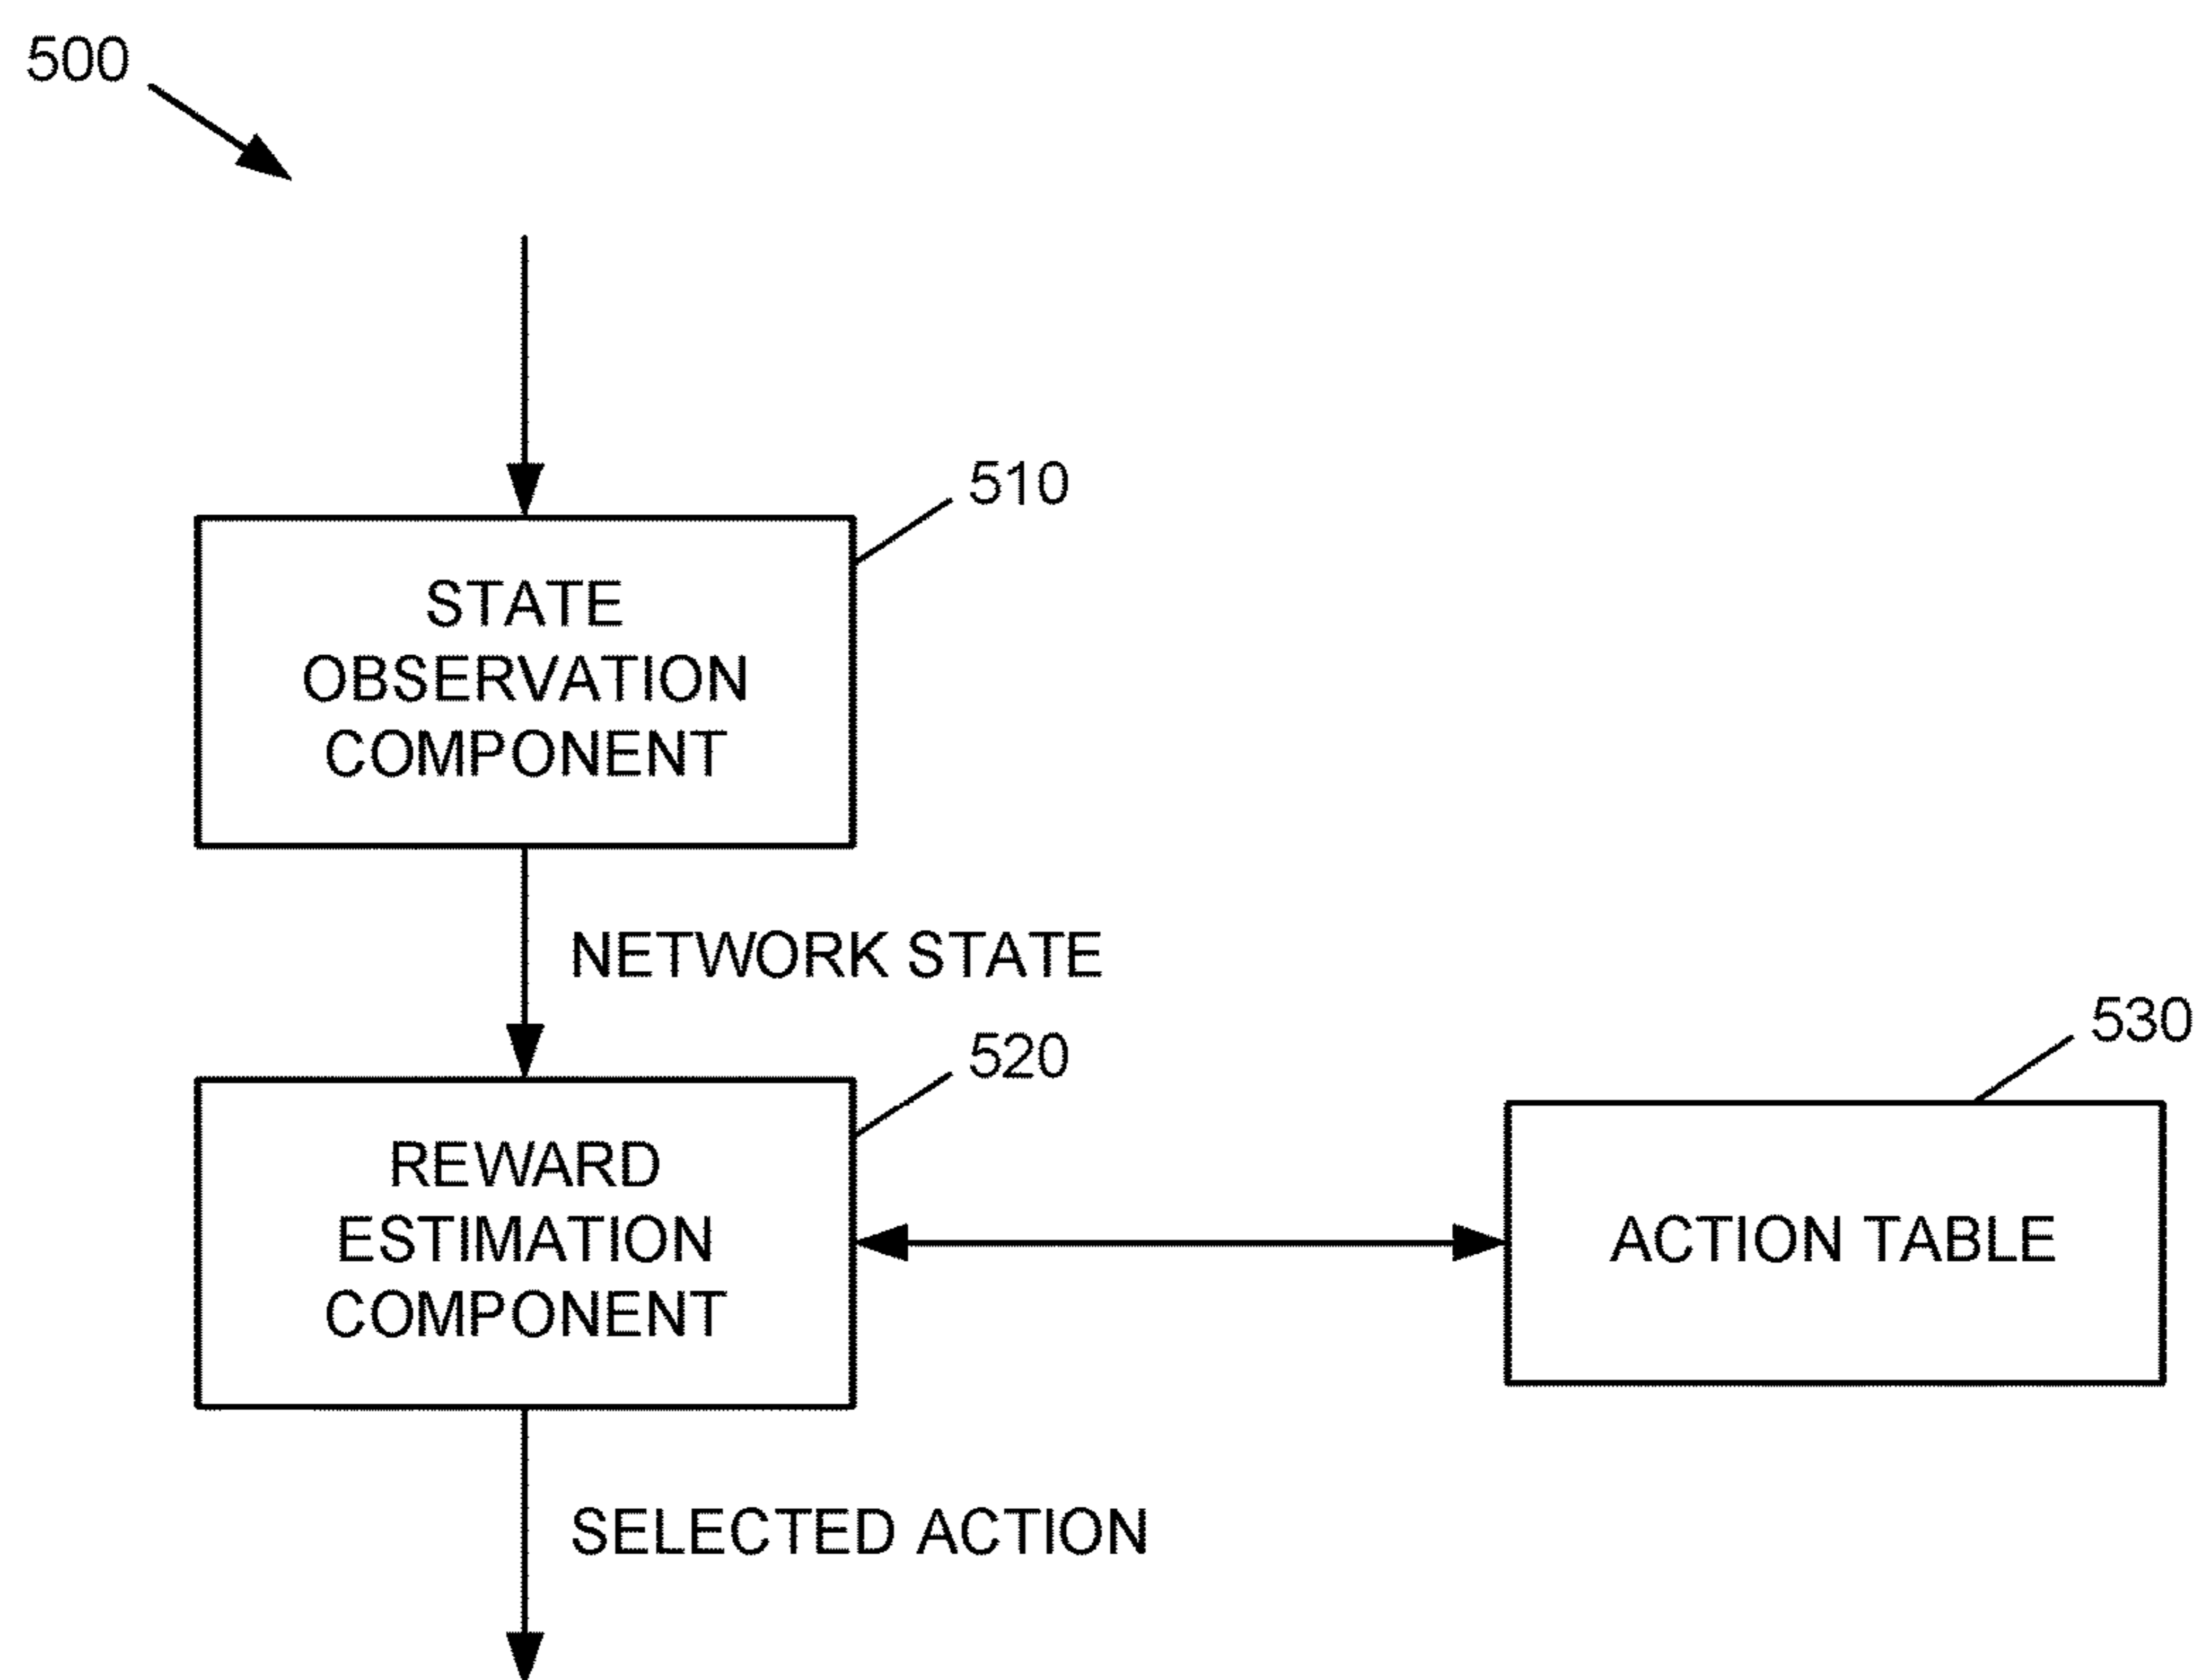 500
510
STATE
OBSERVATION
COMPONENT
NETWORK STATE
520
530
REWARD
ESTIMATION
COMPONENT
ACTION TABLE
SELECTED ACTION